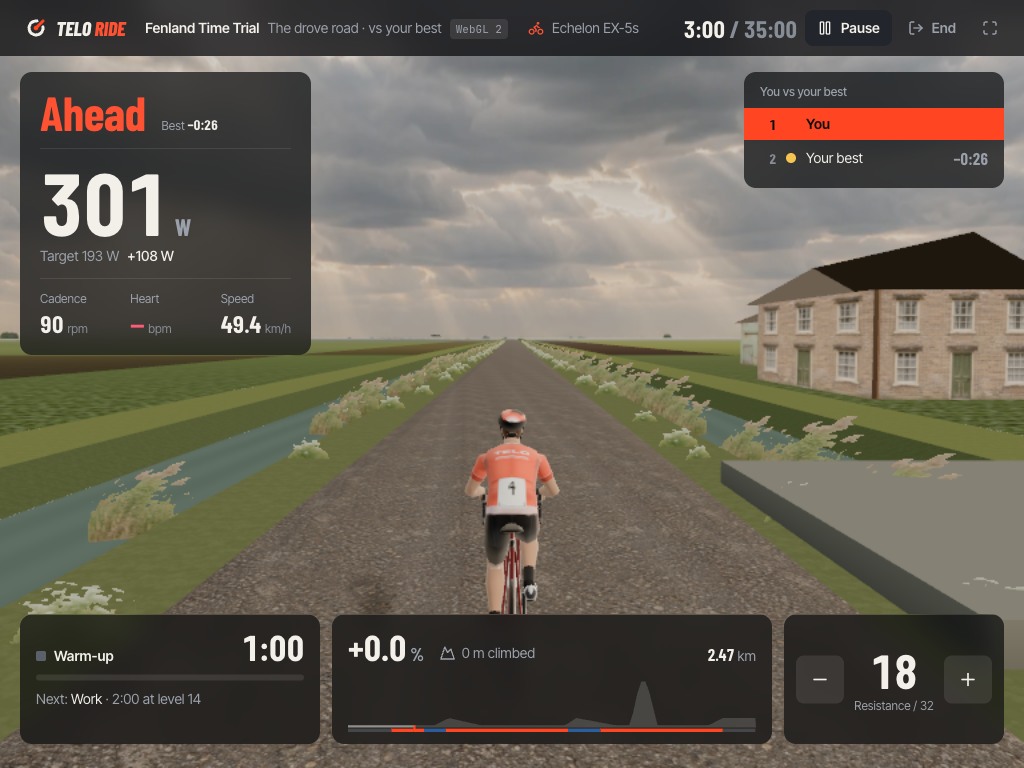 TELO RIDE Fenland Time Trial The drove road · vs your best WebGL 2 Echelon EX-5s 3:00 / 35:00 Pause End
Ahead Best −0:26
301 W
Target 193 W +108 W
Cadence Heart Speed
90 rpm — bpm 49.4 km/h
You vs your best
1 You
2 Your best −0:26
TELO
4
Warm-up 1:00
Next: Work · 2:00 at level 14
+0.0 % 0 m climbed 2.47 km
− 18 +
Resistance / 32